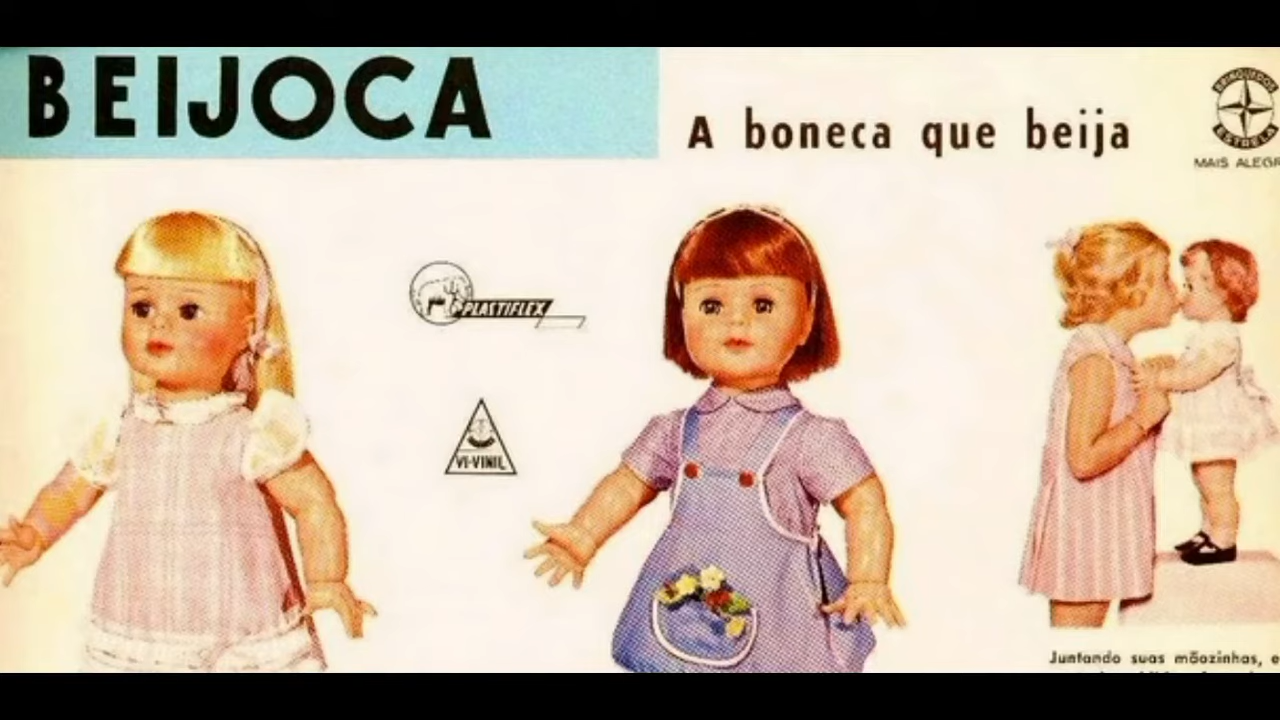 BEIJOCA
A boneca que beija
BRINQUEDOS
ESTRELA
MAIS ALEGR
PLASTIFLEX
VI-VINIL
Juntando suas mãozinhas, e